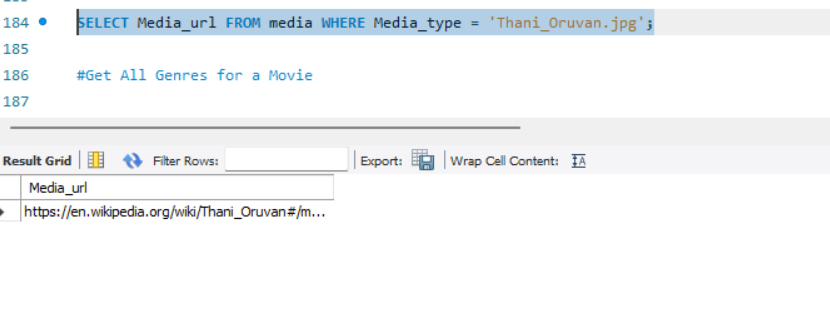 184 SELECT Media_url FROM media WHERE Media_type = 'Thani_Oruvan.jpg';
185
186 #Get All Genres for a Movie
187
Result Grid Filter Rows: Export: Wrap Cell Content: IA
Media_url
https://en.wikipedia.org/wiki/Thani_Oruvan#/m...